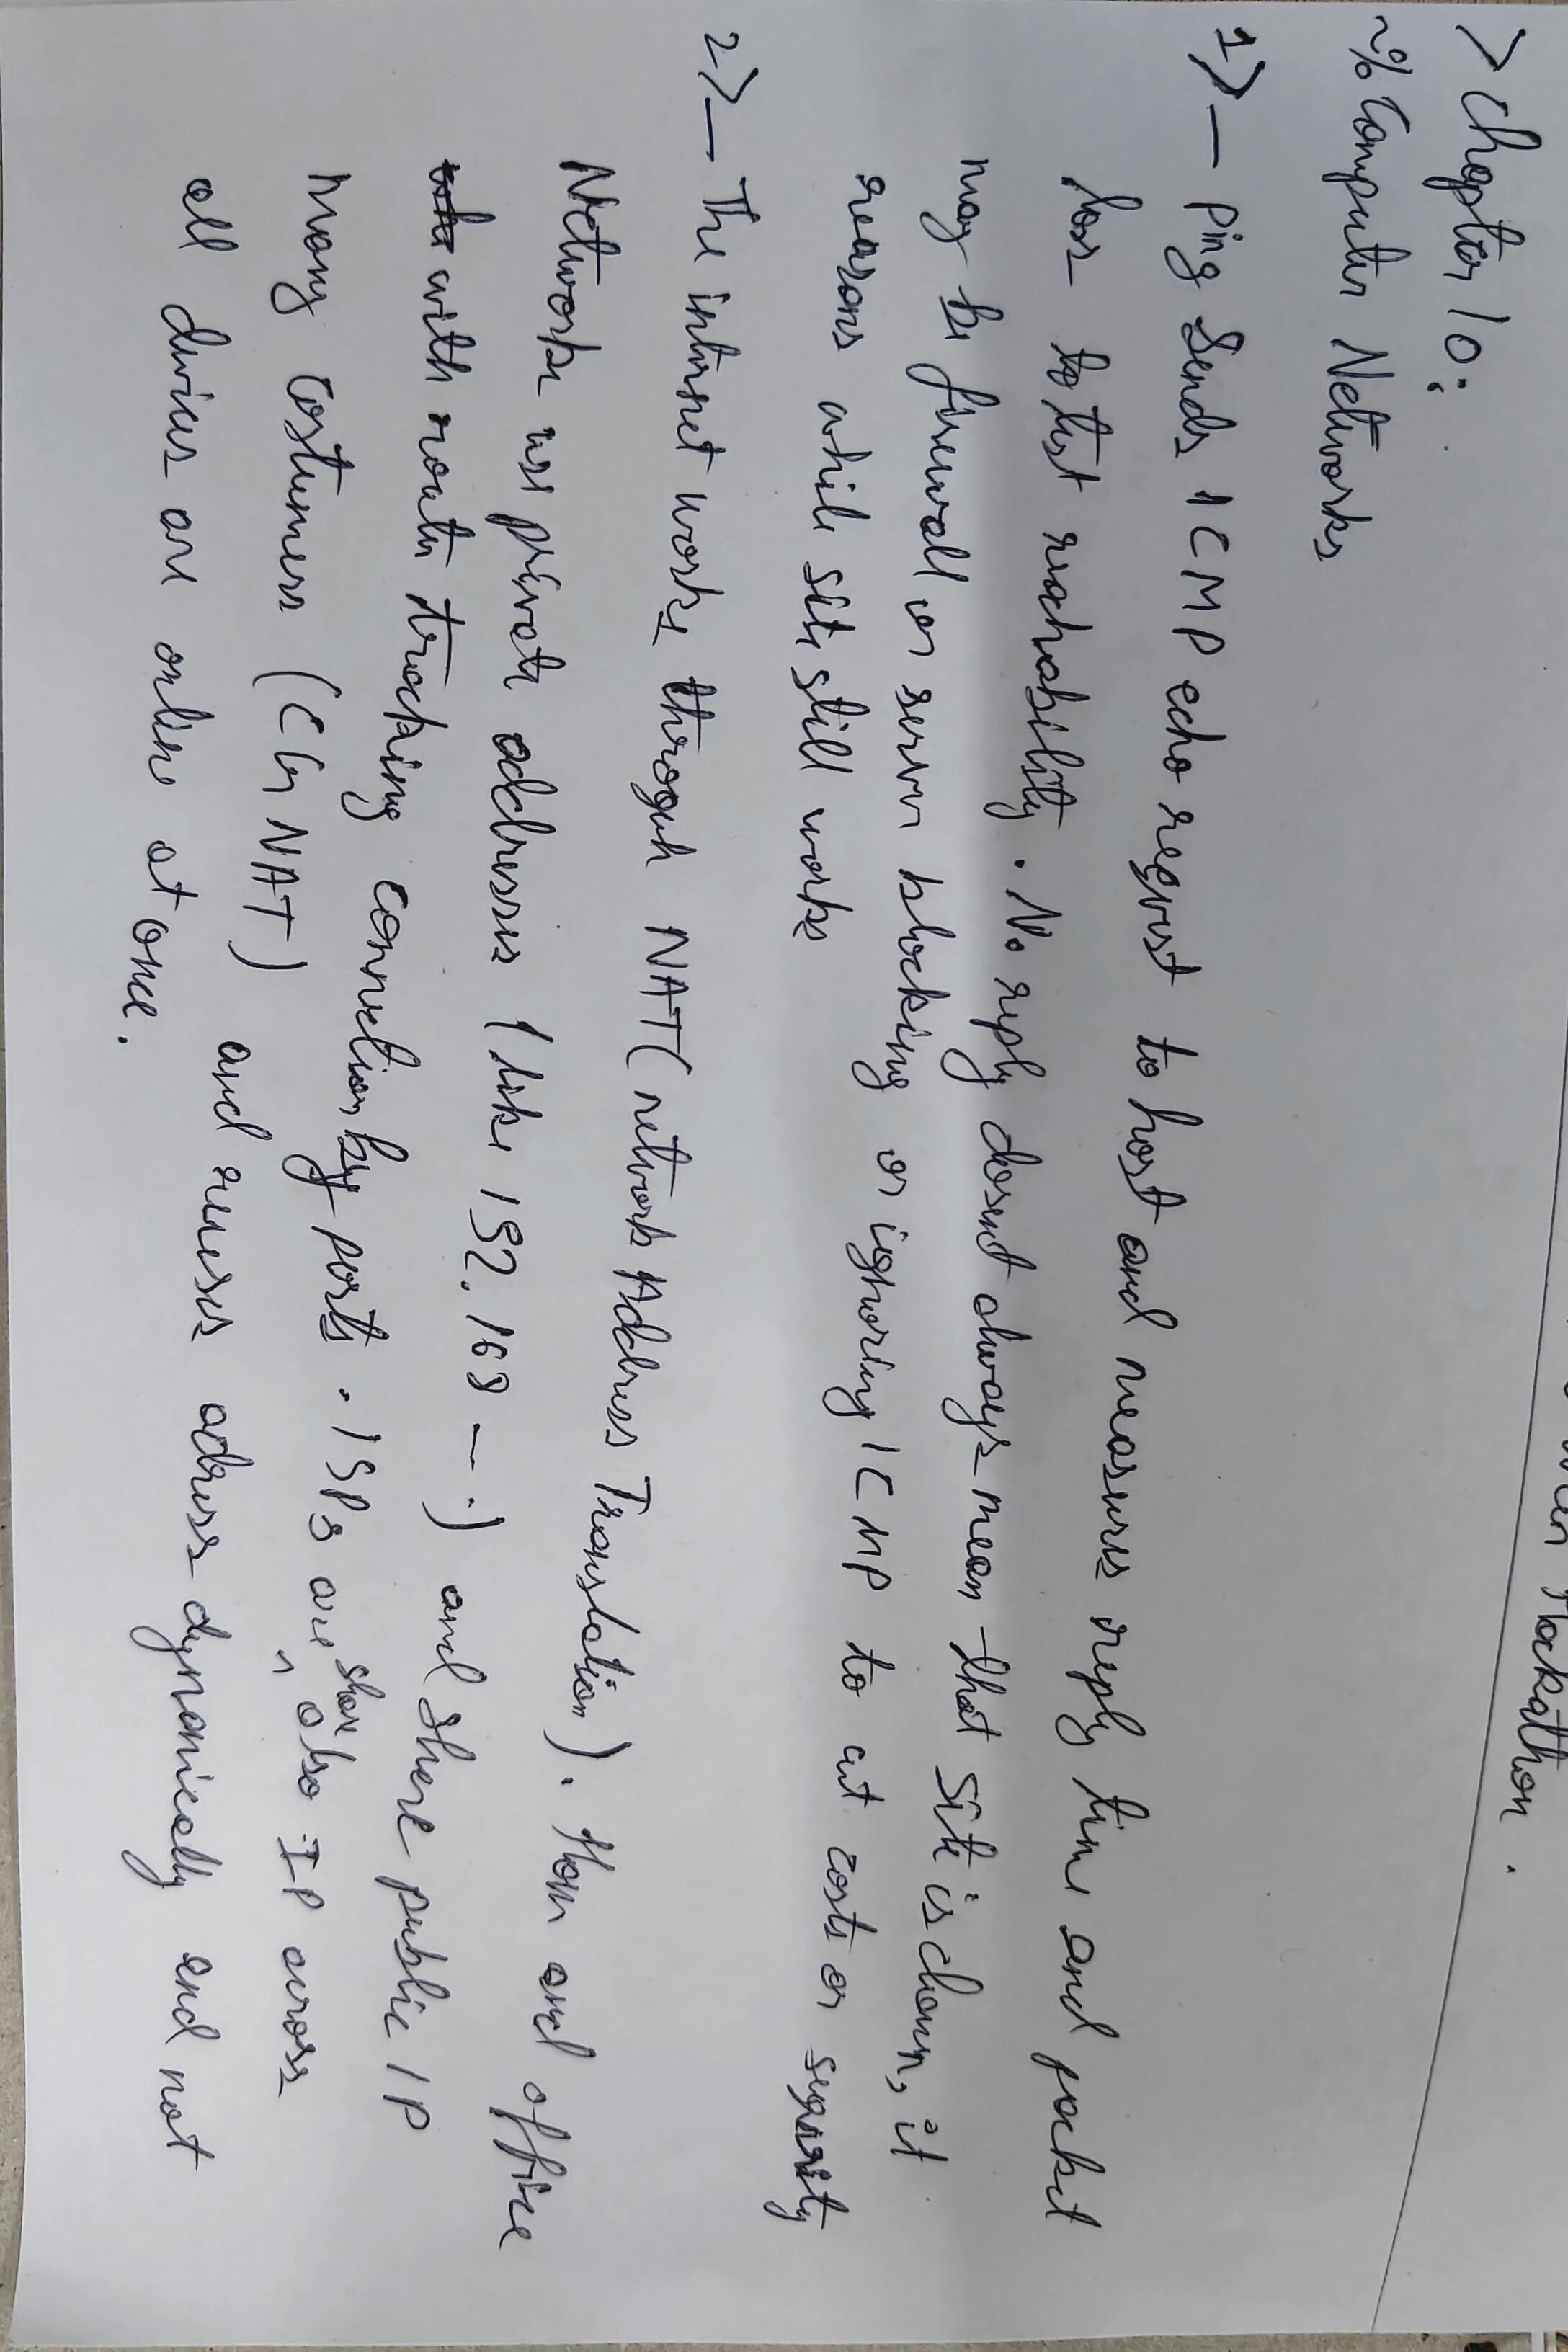 Hackathon.
> Chapter 10:
~% Computer Networks
1>— Ping Sends ICMP echo request to host and measures reply time and packet
loss to test reachability. No reply dosent always mean that site is down, it
may be firewall or server blocking or ignoring ICMP to cut costs or security
reasons while site still works
2>— The internet works through NAT (network Address Translation). Home and office
Networks use private addresses (like 192.168 —.) and share public IP
with router tracking connection by ports. ISPs are share also IP across
many costumers (CGNAT) and reuses adress dynamically and not
all devices are online at once.